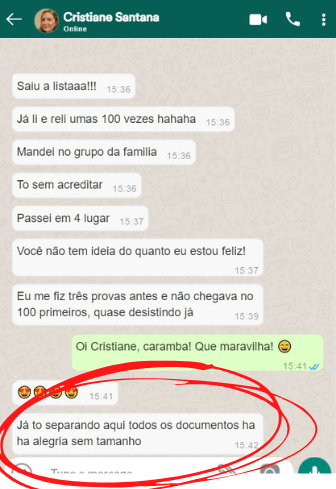 Cristiane Santana
Online
Saiu a listaaa!!! 15:36
Já li e reli umas 100 vezes hahaha 15:36
Mandei no grupo da familia 15:36
To sem acreditar 15:36
Passei em 4 lugar 15:37
Você não tem ideia do quanto eu estou feliz!
15:37
Eu me fiz três provas antes e não chegava no
100 primeiros, quase desistindo já 15:39
Oi Cristiane, caramba! Que maravilha! 😄
15:41
😍😍😍😍 15:41
Já to separando aqui todos os documentos ha
ha alegria sem tamanho 15:42
Type a message